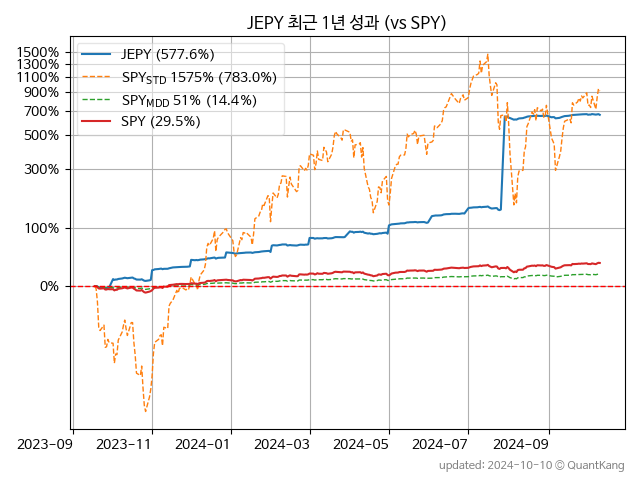 JEPY 최근 1년 성과 (vs SPY)
1500%
1300%
1100%
900%
700%
500%
300%
100%
0%
JEPY (577.6%)
SPYSTD 1575% (783.0%)
SPYMDD 51% (14.4%)
SPY (29.5%)
2023-09 2023-11 2024-01 2024-03 2024-05 2024-07 2024-09
updated: 2024-10-10 © QuantKang